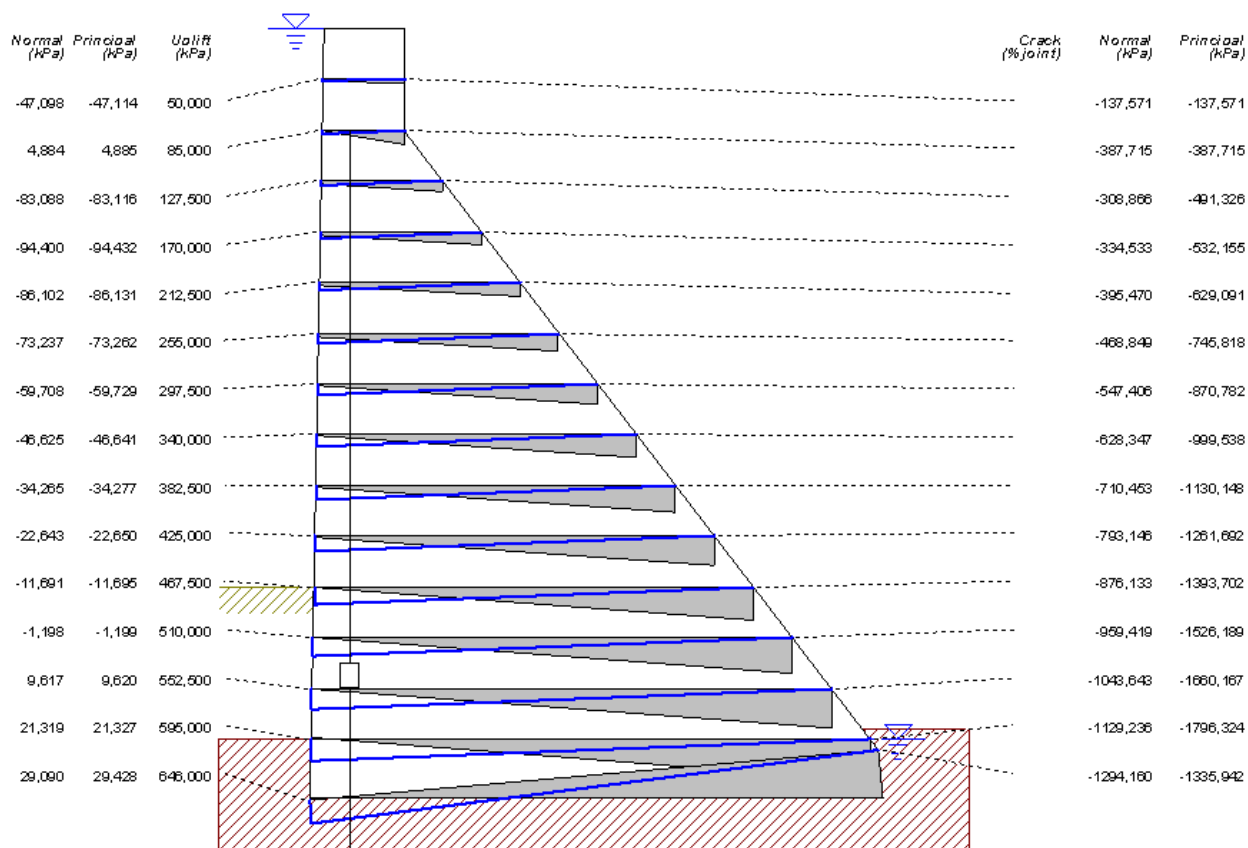 Normal Principal Uplift Crack Normal Principal
(kPa) (kPa) (kPa) (% joint) (kPa) (kPa)
-47,098 -47,114 50,000 -137,571 -137,571
4,884 4,885 85,000 -387,715 -387,715
-83,088 -83,116 127,500 -308,866 -491,326
-94,400 -94,432 170,000 -334,533 -532,155
-86,102 -86,131 212,500 -395,470 -629,091
-73,237 -73,262 255,000 -468,849 -745,818
-59,708 -59,729 297,500 -547,406 -870,782
-46,625 -46,641 340,000 -628,347 -999,538
-34,265 -34,277 382,500 -710,453 -1130,148
-22,643 -22,650 425,000 -793,146 -1261,692
-11,691 -11,695 467,500 -876,133 -1393,702
-1,198 -1,199 510,000 -959,419 -1526,189
9,617 9,620 552,500 -1043,643 -1660,167
21,319 21,327 595,000 -1129,236 -1796,324
29,090 29,428 646,000 -1294,160 -1335,942